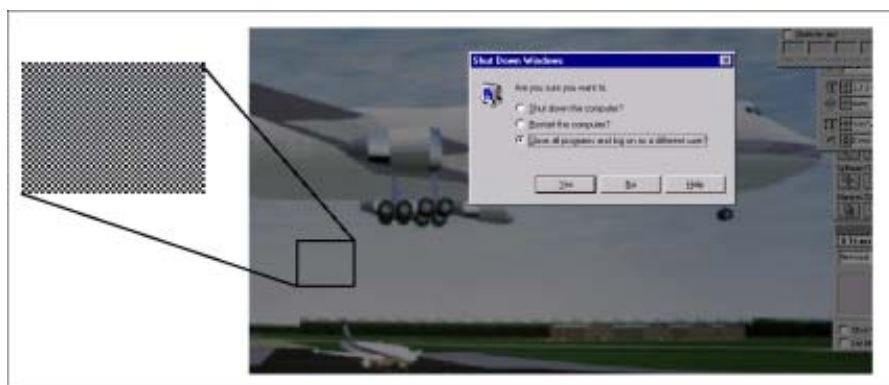 Shut Down Windows
Are you sure you want to:
Shut down the computer?
Restart the computer?
Close all programs and log on as a different user?
Yes
No
Help